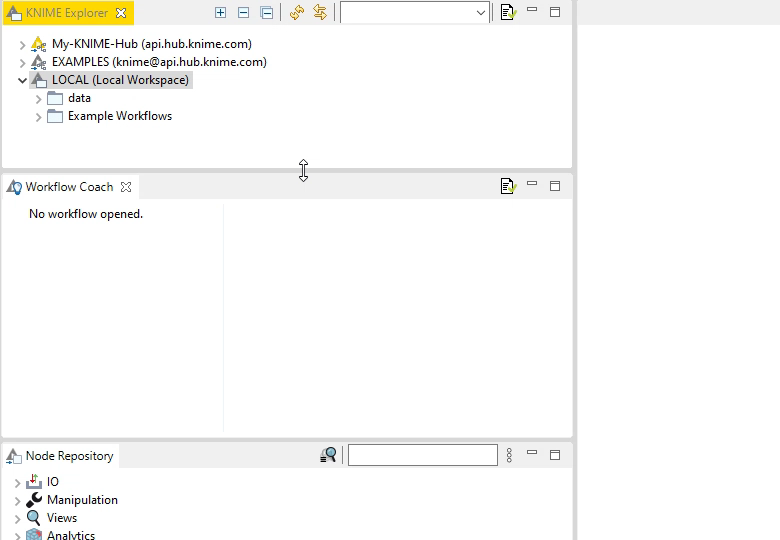 KNIME Explorer
My-KNIME-Hub (api.hub.knime.com)
EXAMPLES (knime@api.hub.knime.com)
LOCAL (Local Workspace)
data
Example Workflows
Workflow Coach
No workflow opened.
Node Repository
IO
Manipulation
Views
Analytics